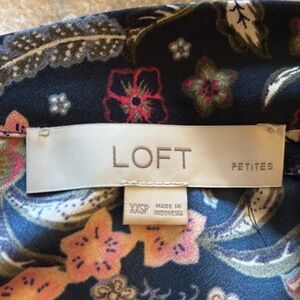 LOFT
PETITES
XXSP
MADE IN
INDONESIA